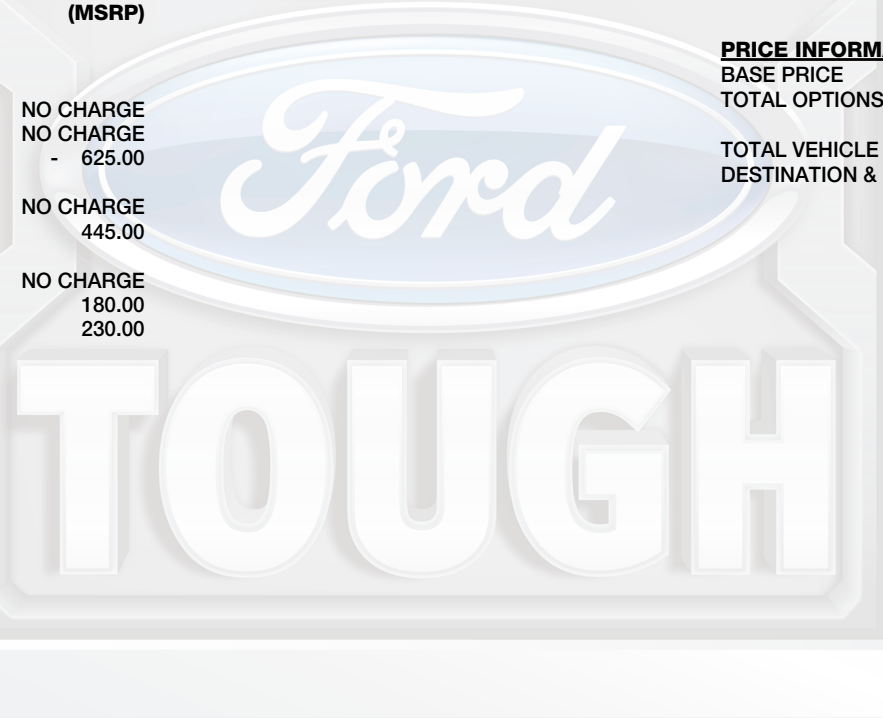 (MSRP)
NO CHARGE
NO CHARGE
- 625.00
NO CHARGE
445.00
NO CHARGE
180.00
230.00
PRICE INFORMA
BASE PRICE
TOTAL OPTIONS
TOTAL VEHICLE
DESTINATION &
Ford
TOUGH